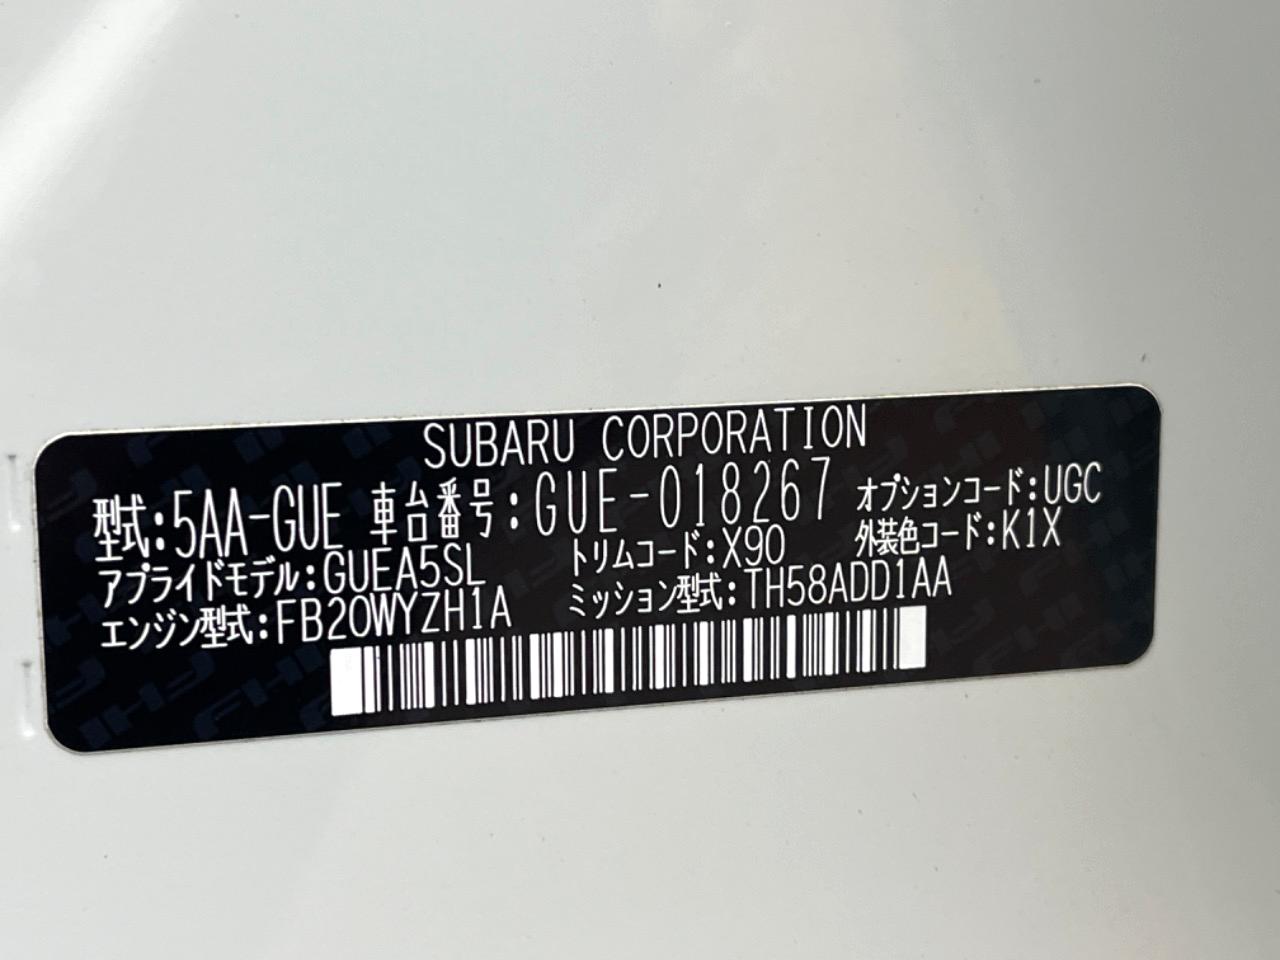 SUBARU CORPORATION
型式:5AA-GUE 車台番号:GUE-018267 オプションコード:UGC
アプライドモデル:GUEA5SL トリムコード:X90 外装色コード:K1X
エンジン型式:FB20WYZH1A ミッション型式:TH58ADD1AA